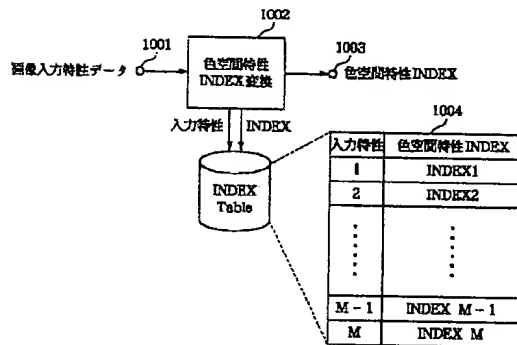 1002
1001
1003
画像入力特性データ
色空間特性
INDEX変換
色空間特性INDEX
入力特性
INDEX
1004
INDEX
Table
入力特性 色空間特性INDEX
1 INDEX1
2 INDEX2
M-1 INDEX M-1
M INDEX M